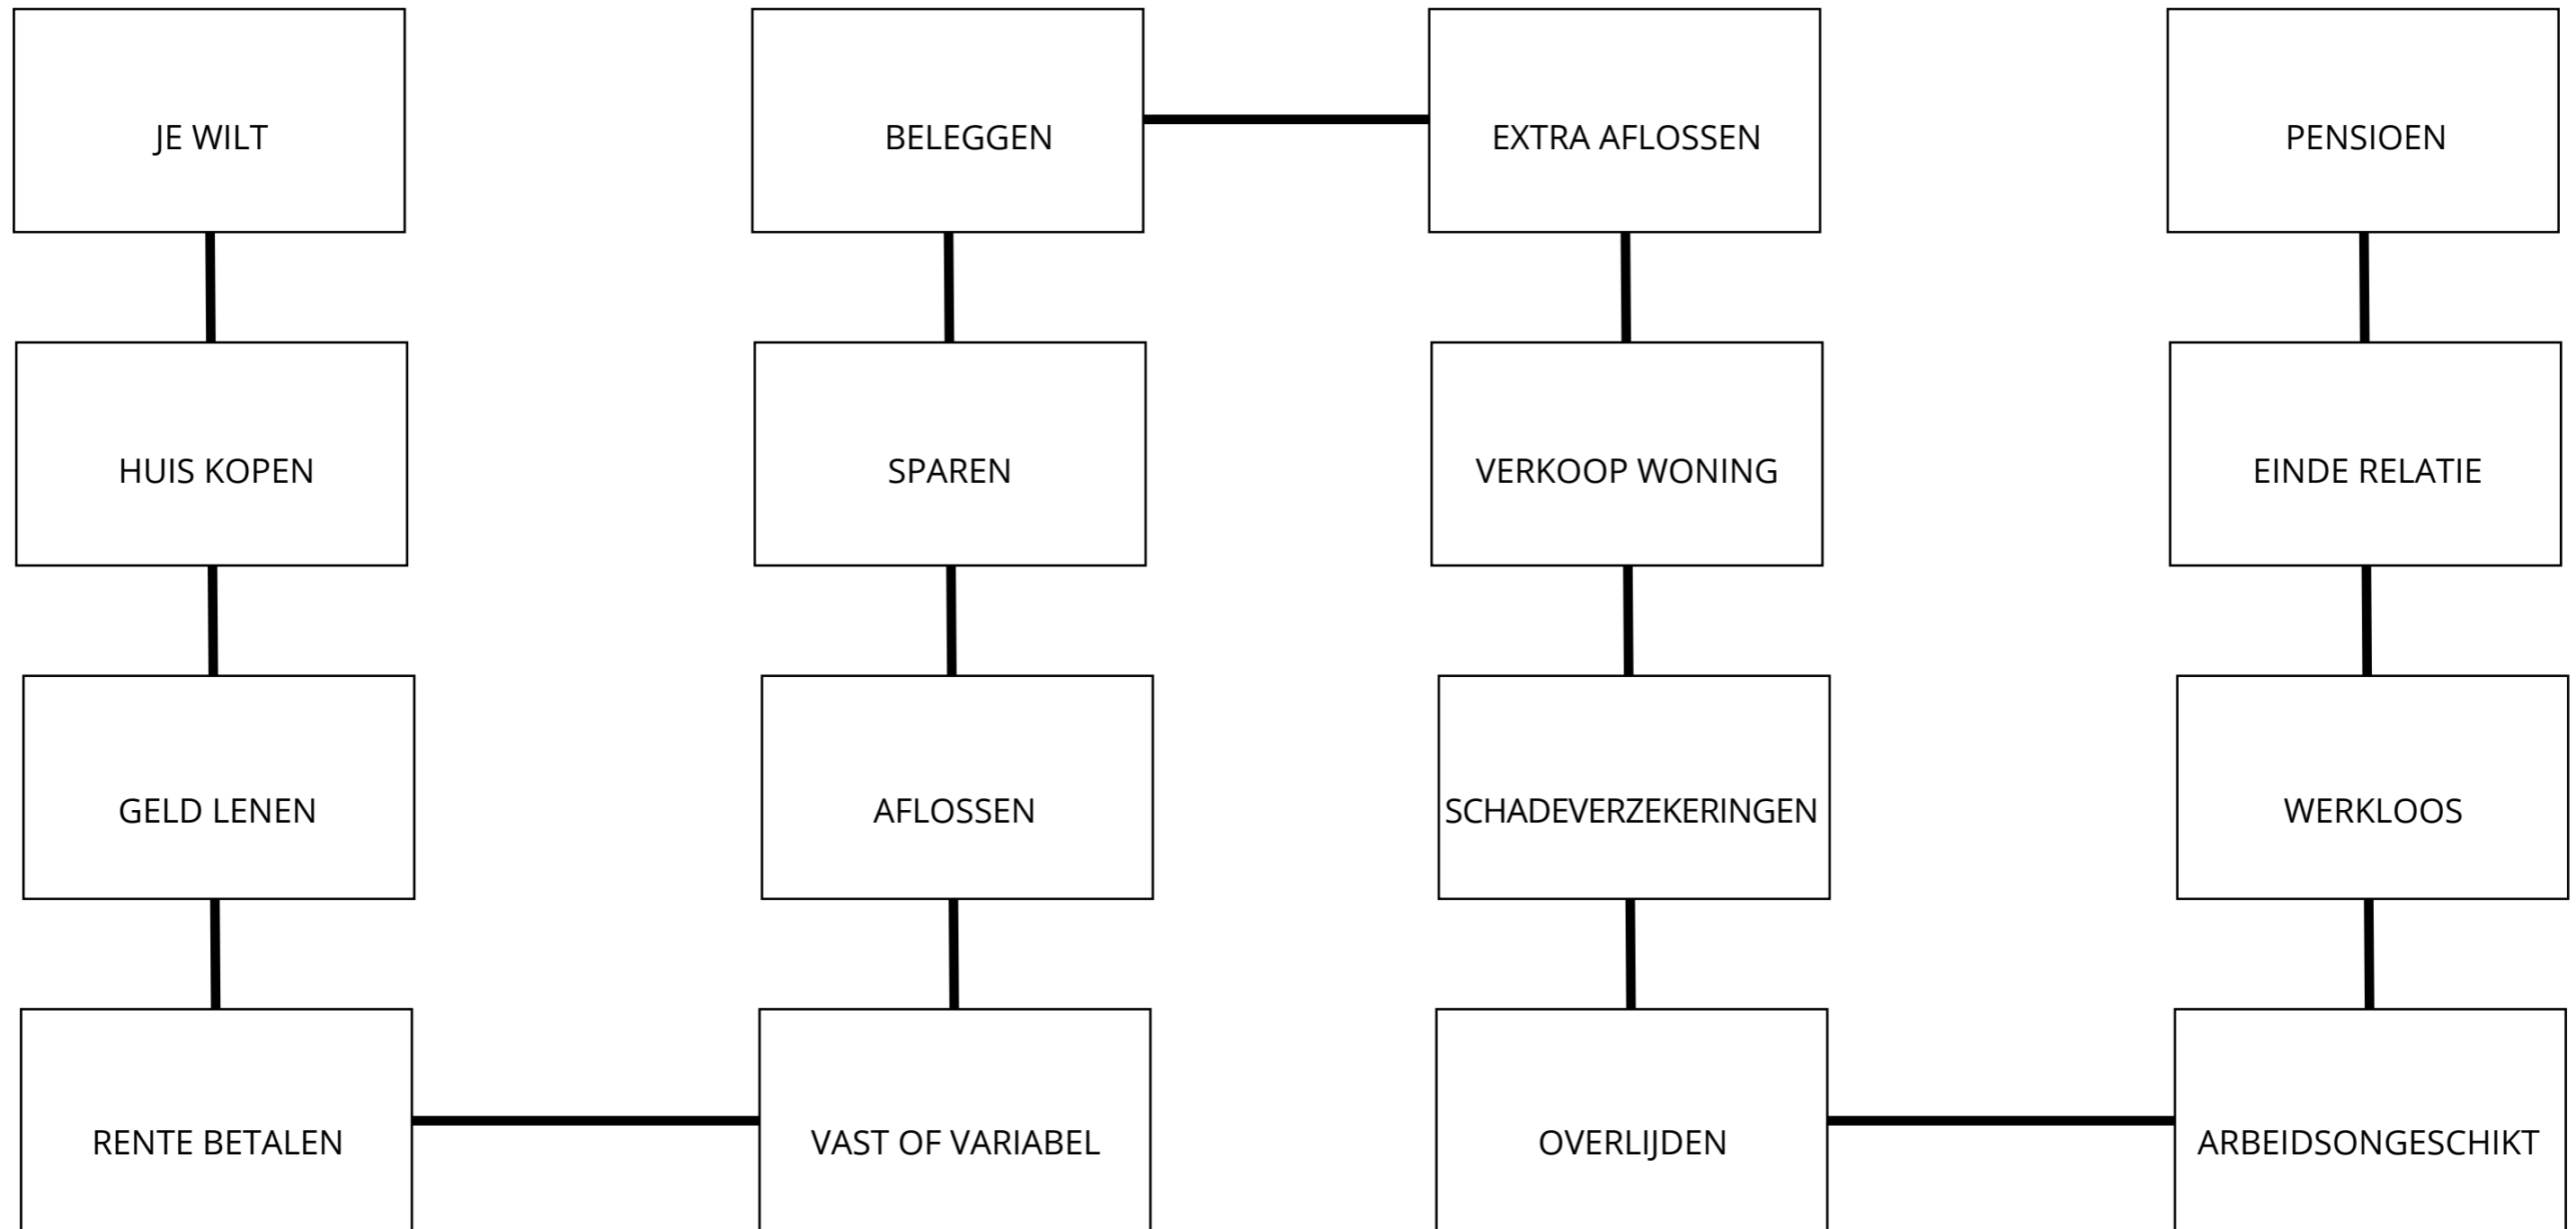 JE WILT
HUIS KOPEN
GELD LENEN
RENTE BETALEN
VAST OF VARIABEL
AFLOSSEN
SPAREN
BELEGGEN
EXTRA AFLOSSEN
VERKOOP WONING
SCHADEVERZEKERINGEN
OVERLIJDEN
ARBEIDSONGESCHIKT
WERKLOOS
EINDE RELATIE
PENSIOEN